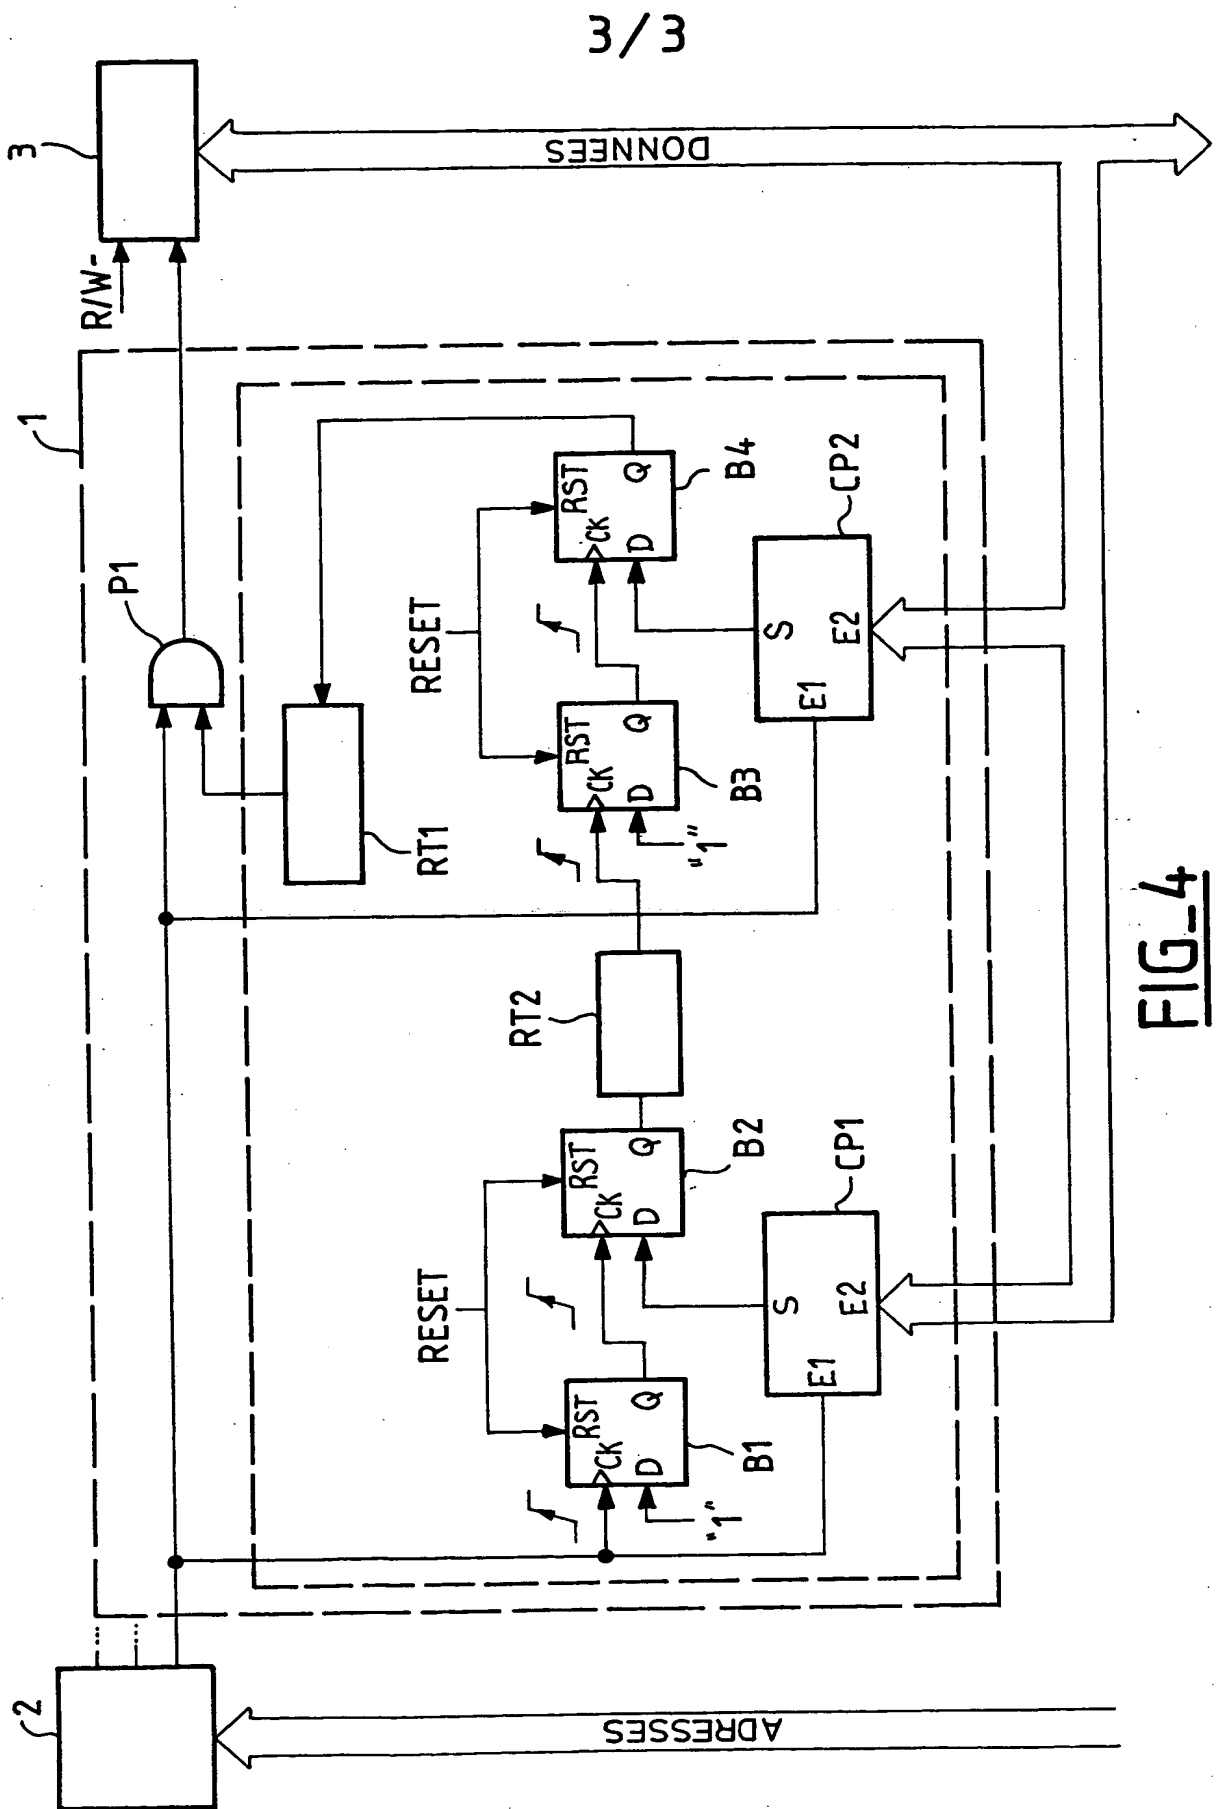 3/3
2
ADRESSES
1
P1
R/W-
3
DONNEES
RT1
RESET
RST
CK
D
Q
B1
"1"
RST
CK
D
Q
B2
RT2
RESET
RST
CK
D
Q
B3
"1"
RST
CK
D
Q
B4
S
E1
E2
CP1
S
E1
E2
CP2
FIG_4